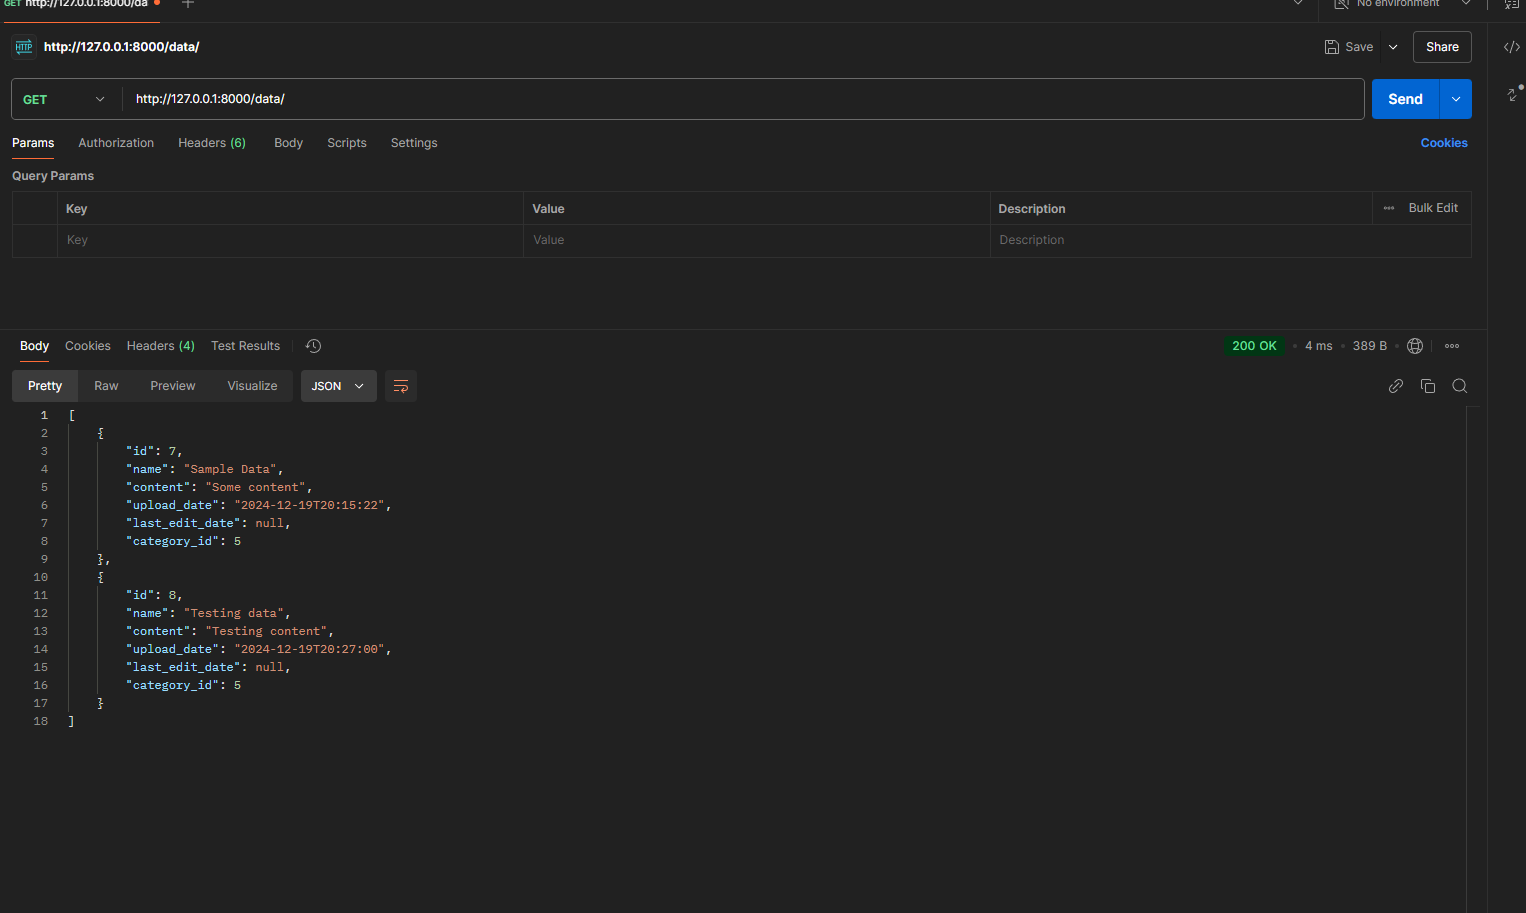 GET http://127.0.0.1:8000/da
No environment
HTTP http://127.0.0.1:8000/data/
Save
Share
GET http://127.0.0.1:8000/data/
Send
Params Authorization Headers (6) Body Scripts Settings
Cookies
Query Params
Key Value Description ••• Bulk Edit
Key Value Description
Body Cookies Headers (4) Test Results
200 OK • 4 ms • 389 B •
Pretty Raw Preview Visualize JSON
1 [
2 {
3 "id": 7,
4 "name": "Sample Data",
5 "content": "Some content",
6 "upload_date": "2024-12-19T20:15:22",
7 "last_edit_date": null,
8 "category_id": 5
9 },
10 {
11 "id": 8,
12 "name": "Testing data",
13 "content": "Testing content",
14 "upload_date": "2024-12-19T20:27:00",
15 "last_edit_date": null,
16 "category_id": 5
17 }
18 ]